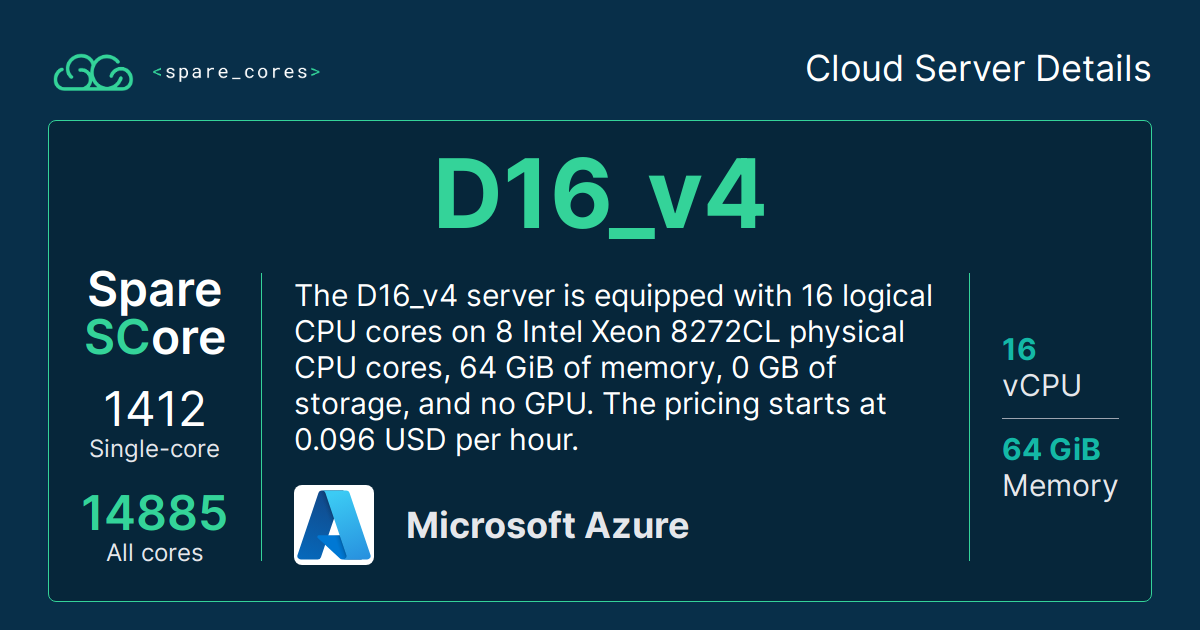 <spare_cores>
Cloud Server Details
D16_v4
Spare
SCore
1412
Single-core
14885
All cores
The D16_v4 server is equipped with 16 logical
CPU cores on 8 Intel Xeon 8272CL physical
CPU cores, 64 GiB of memory, 0 GB of
storage, and no GPU. The pricing starts at
0.096 USD per hour.
Microsoft Azure
16
vCPU
64 GiB
Memory